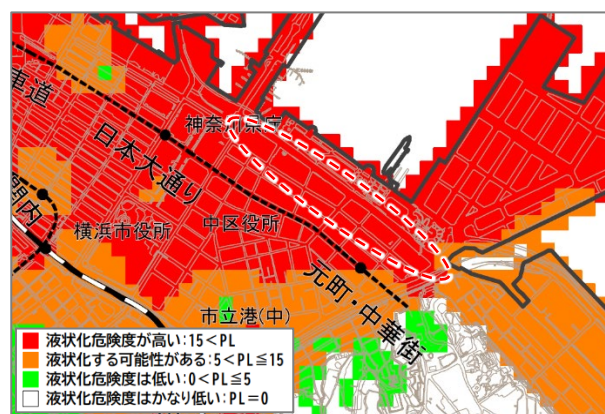 車道
神奈川県庁
日本大通り
関内
横浜市役所
中区役所
元町・中華街
市立港(中)
液状化危険度が高い:15<PL
液状化する可能性がある:5<PL≦15
液状化危険度は低い:0<PL≦5
液状化危険度はかなり低い:PL=0